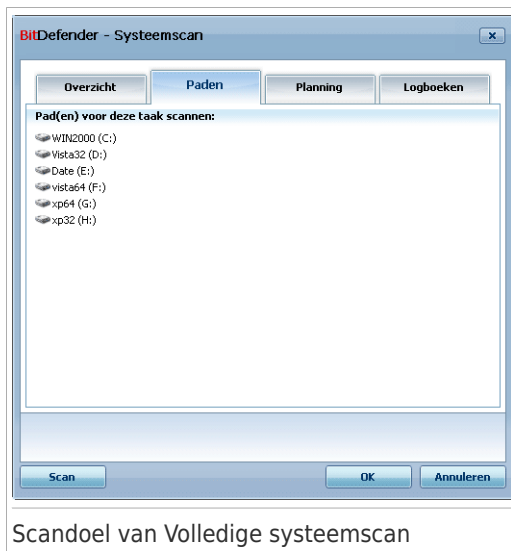 BitDefender - Systeemscan
Overzicht Paden Planning Logboeken
Pad(en) voor deze taak scannen:
WIN2000 (C:)
Vista32 (D:)
Date (E:)
vista64 (F:)
xp64 (G:)
xp32 (H:)
Scan OK Annuleren
Scandoel van Volledige systeemscan